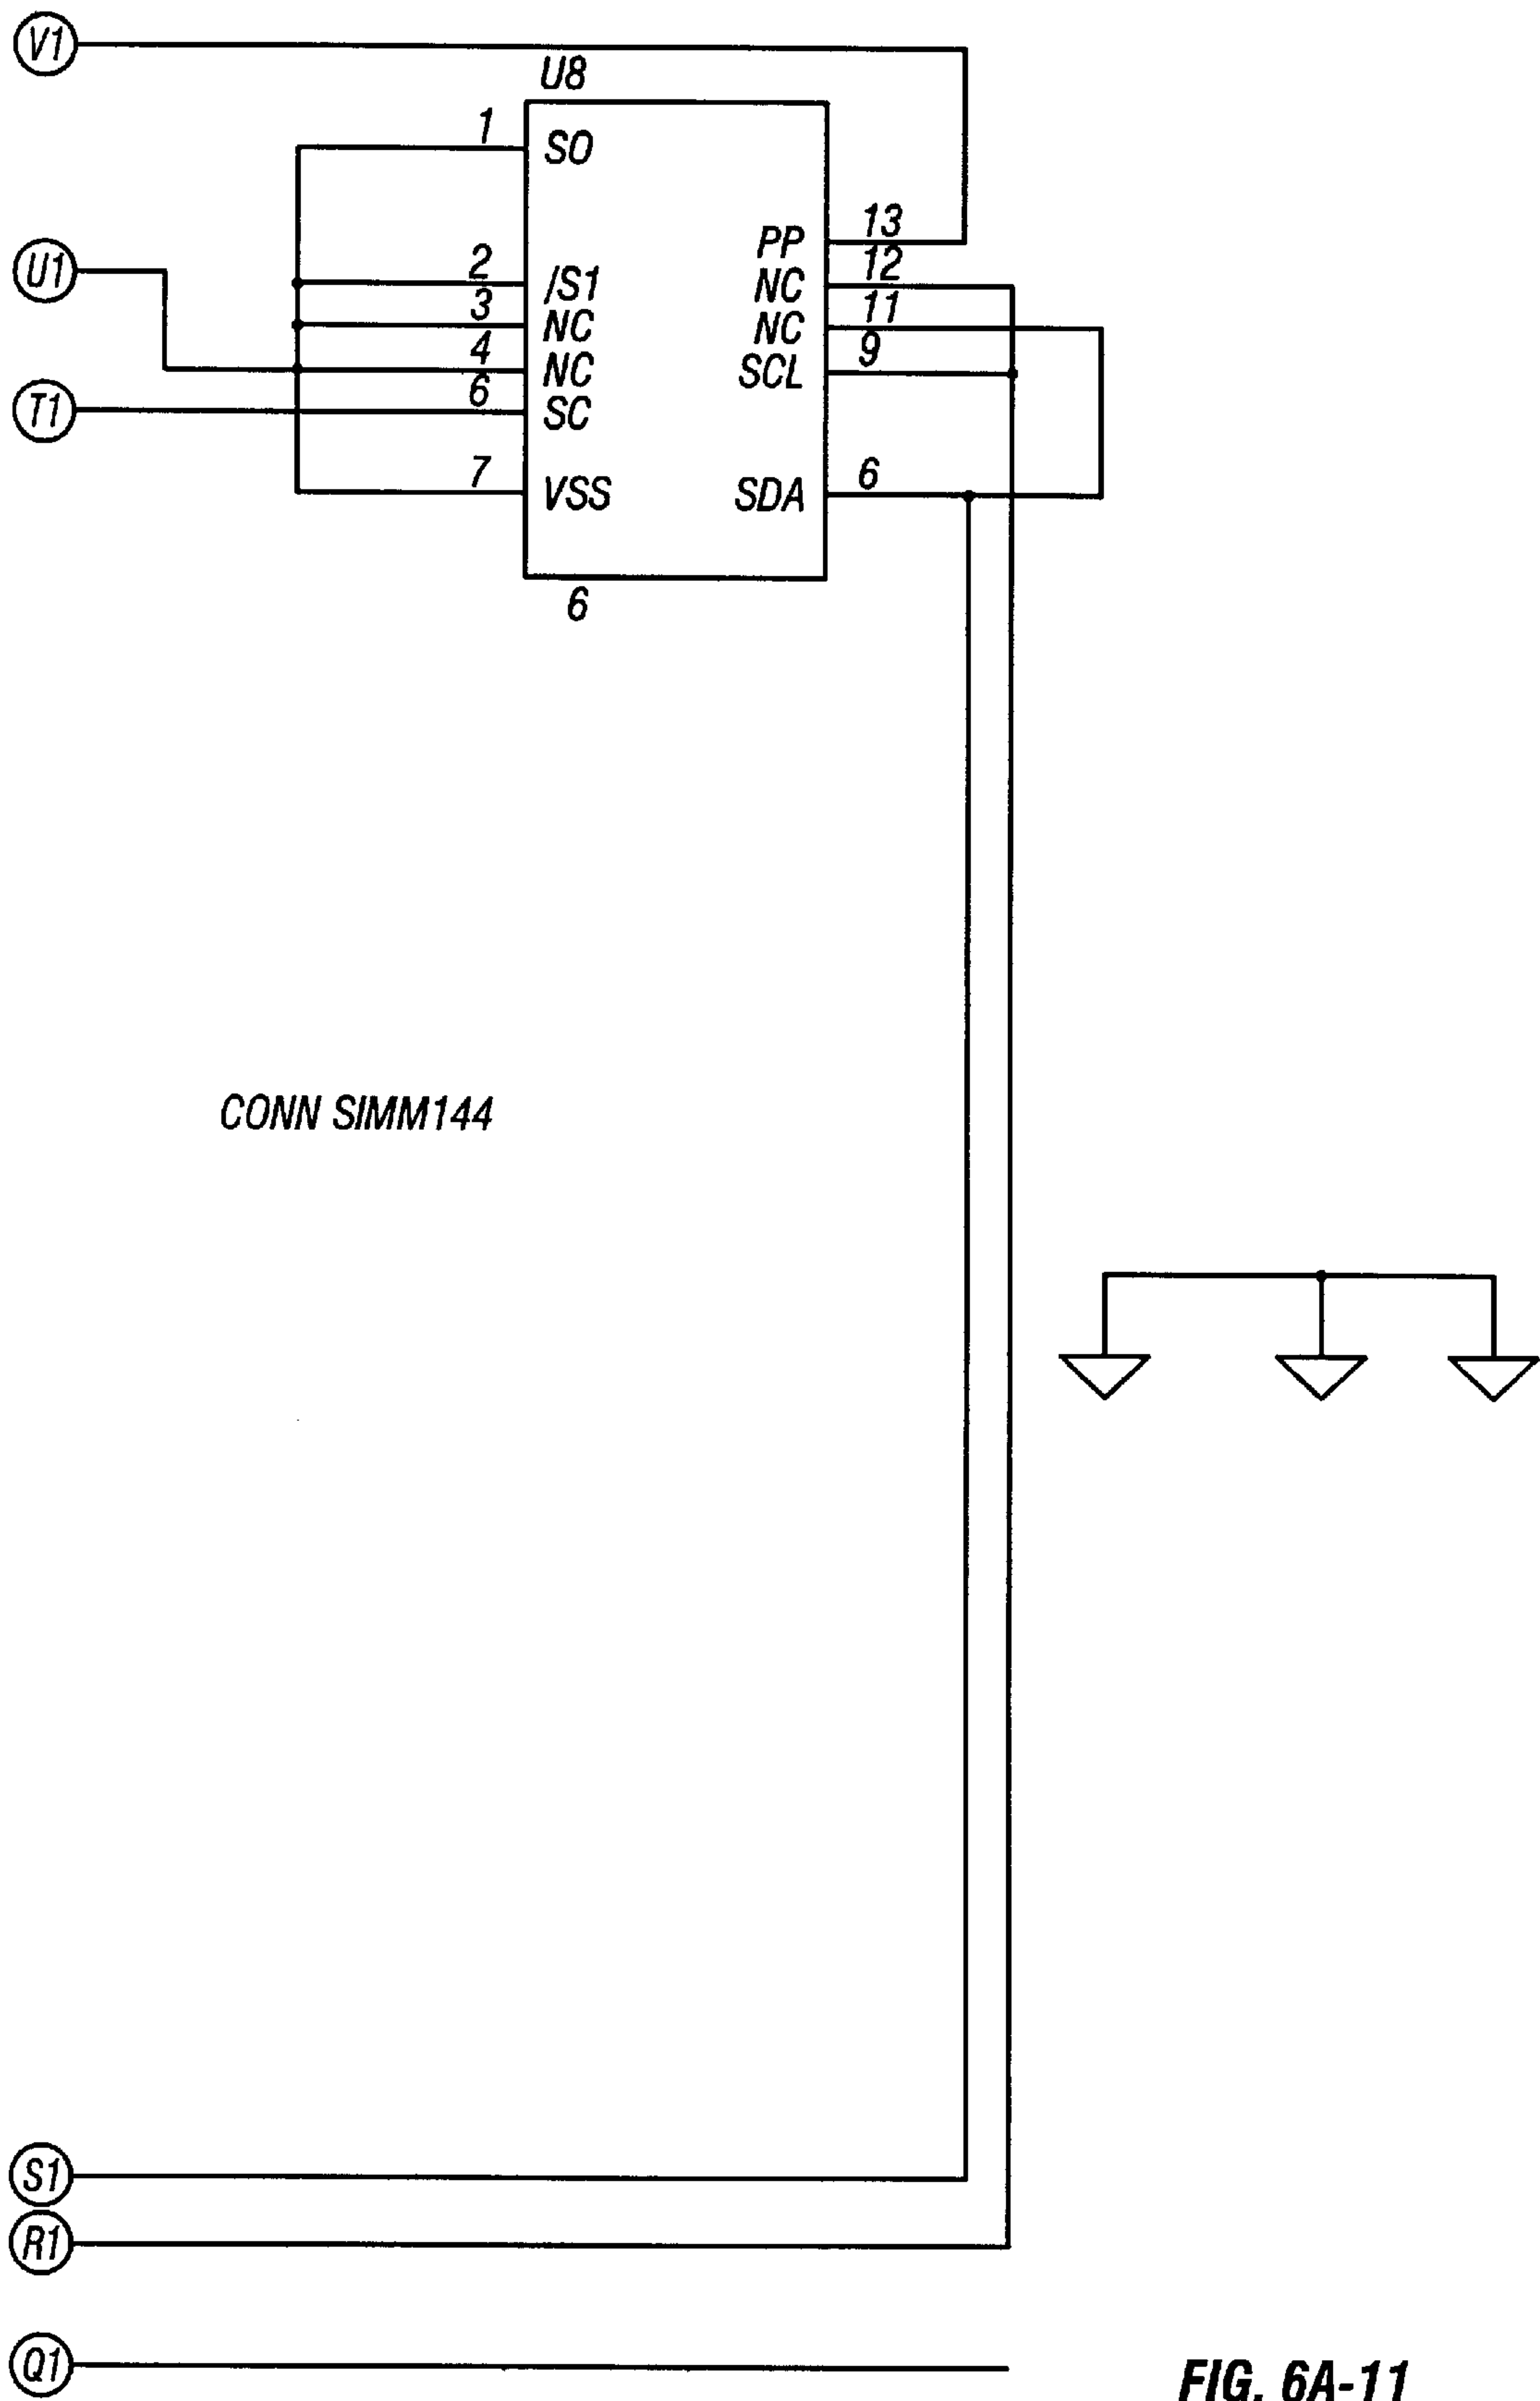 V1
U8
1
SO
13
PP
12
NC
U1
2
/S1
11
NC
3
NC
9
SCL
4
NC
T1
6
SC
7
VSS
6
SDA
6
CONN SIMM144
S1
R1
Q1
FIG. 6A-11